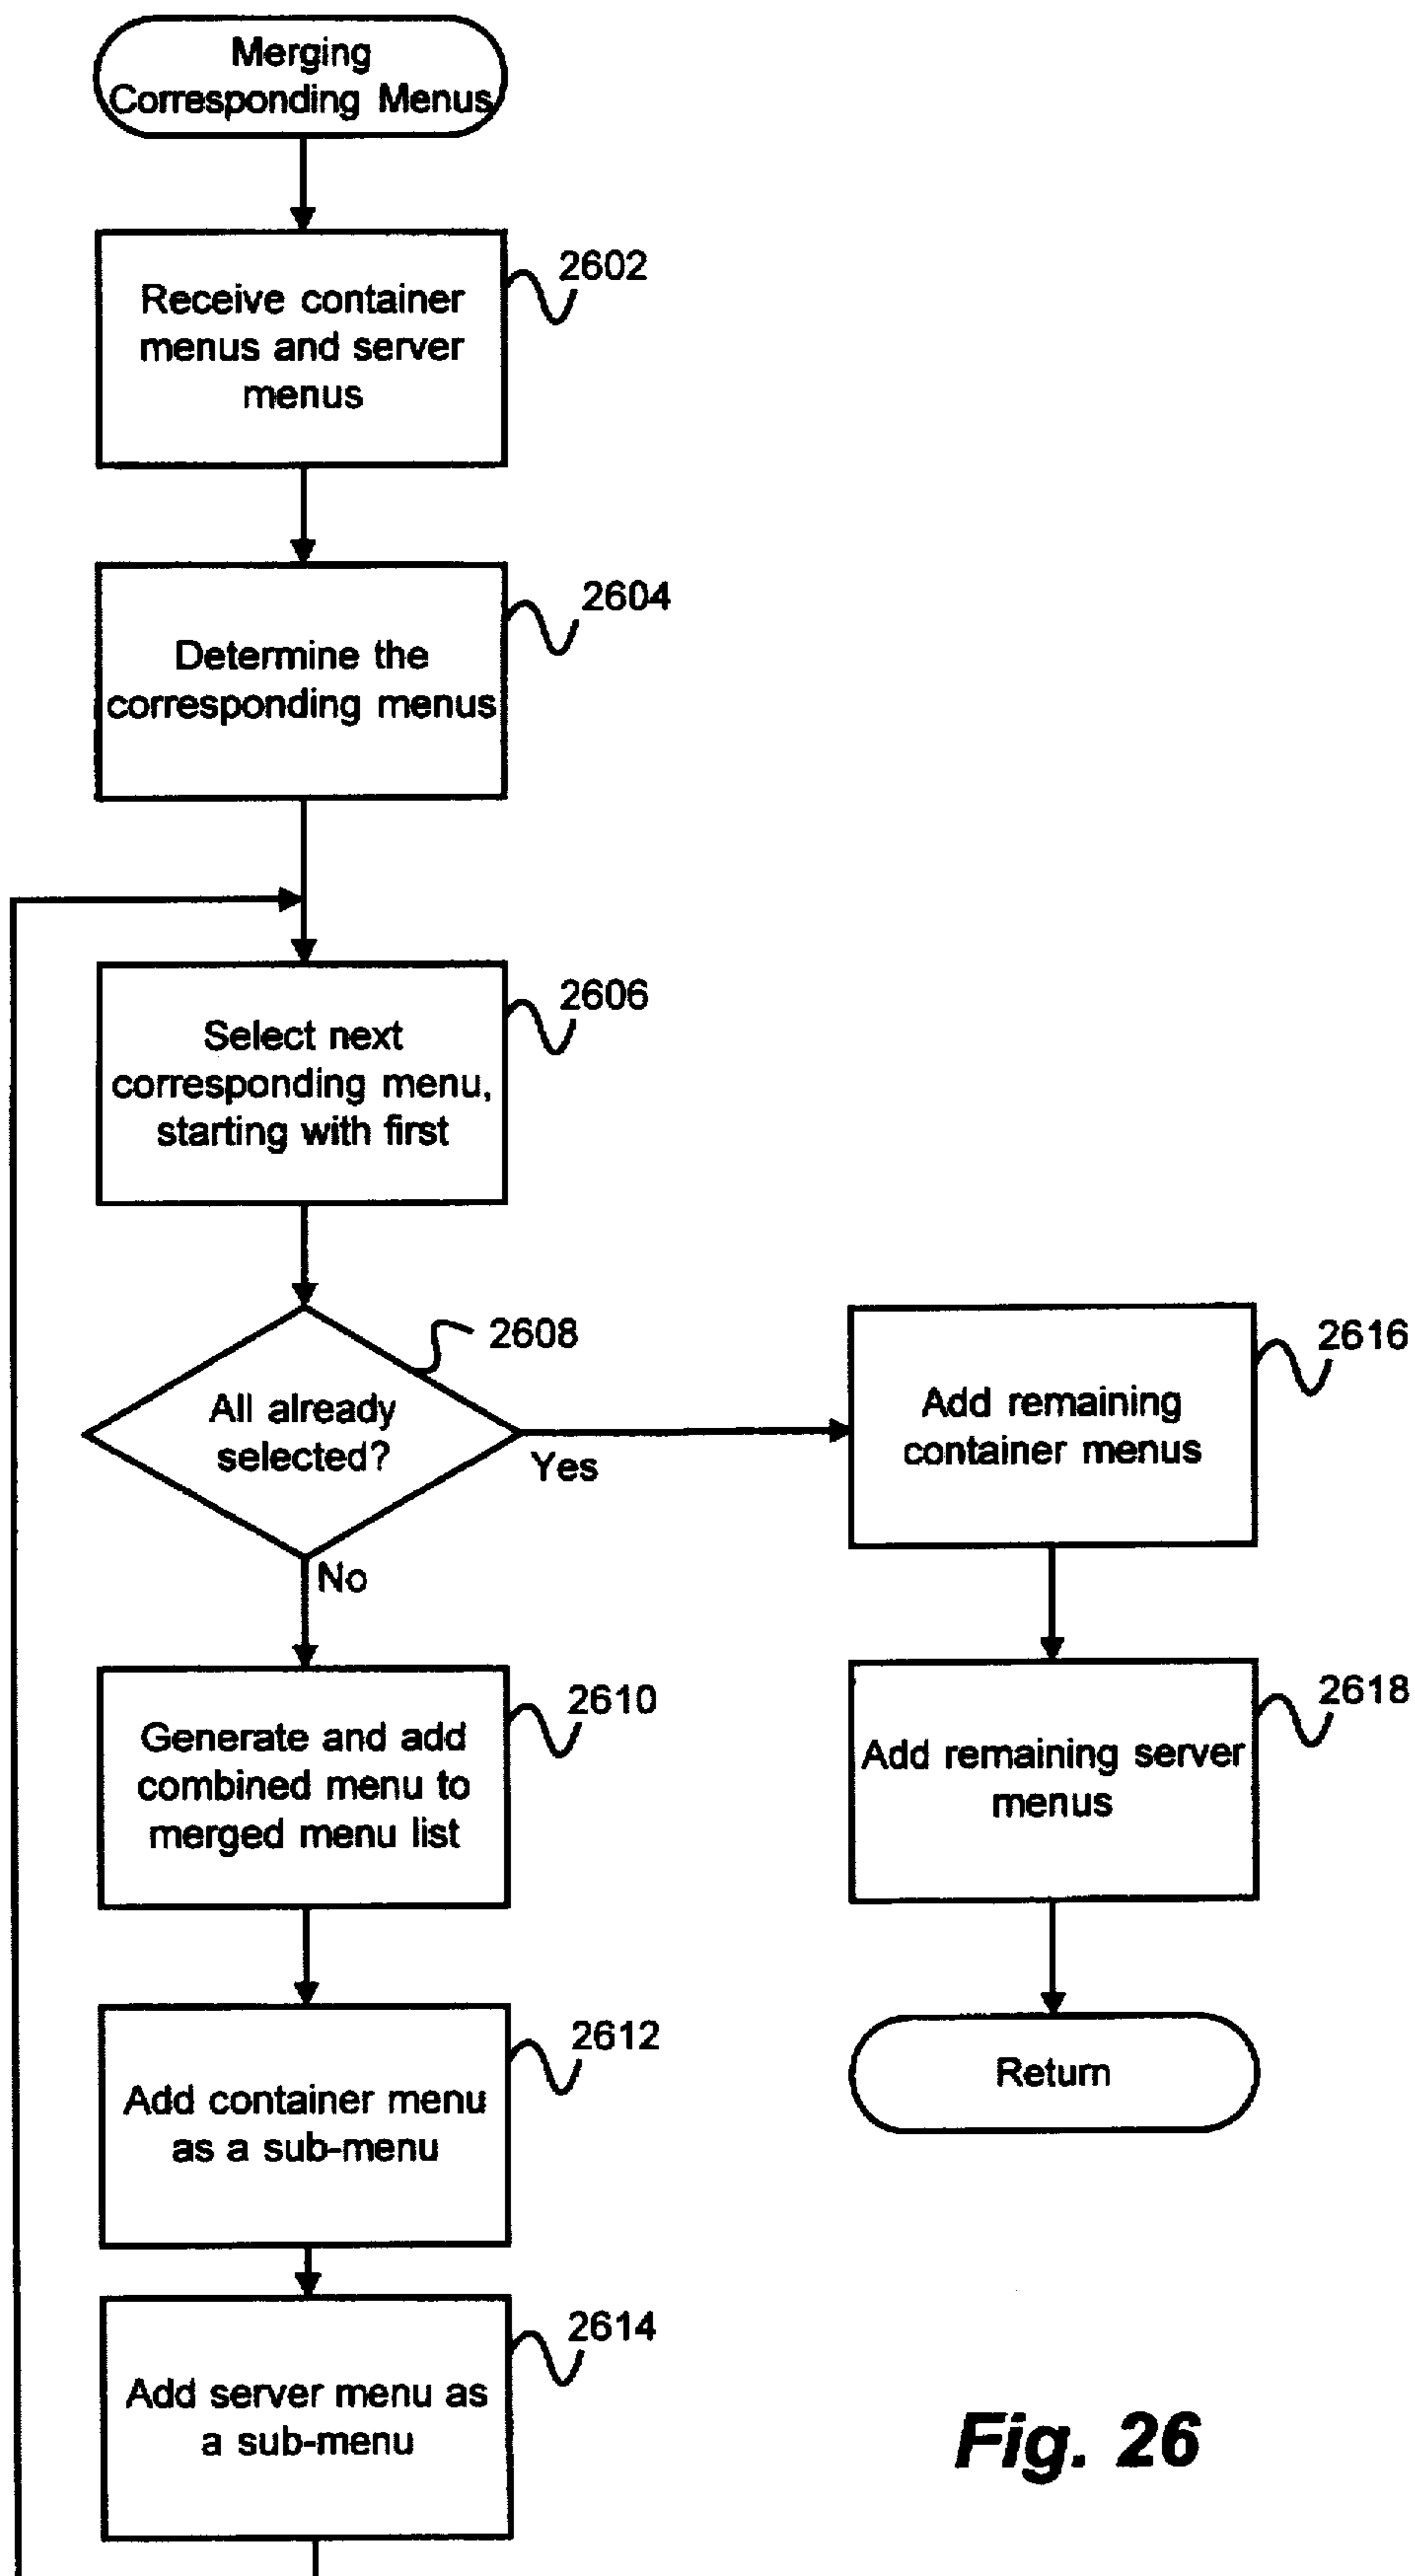 Merging
Corresponding Menus
2602
Receive container
menus and server
menus
2604
Determine the
corresponding menus
2606
Select next
corresponding menu,
starting with first
2608
All already
selected?
Yes
No
2616
Add remaining
container menus
2610
Generate and add
combined menu to
merged menu list
2618
Add remaining server
menus
2612
Add container menu
as a sub-menu
Return
2614
Add server menu as
a sub-menu
Fig. 26